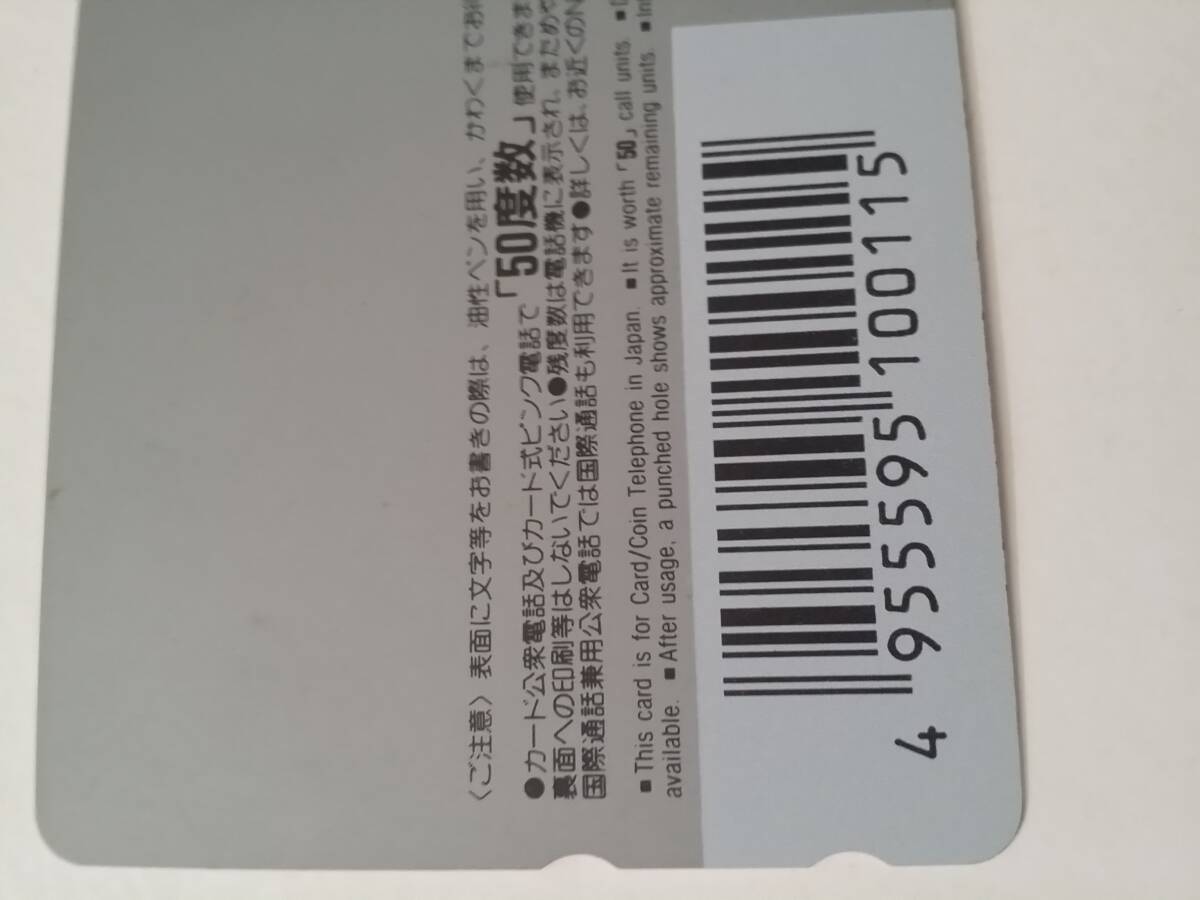 〈ご注意〉 表面に文字等をお書きの際は、油性ペンを用い、かわくまでお待
●カード公衆電話及びカード式ピンク電話で「50度数」使用できま
裏面への印刷等はしないでください●残度数は電話機に表示され、まためや
国際通話兼用公衆電話では国際通話も利用できます●詳しくは、お近くのN
■This card is for Card/Coin Telephone in Japan. ■It is worth「50」call units.
available. ■After usage, a punched hole shows approximate remaining units.
4 955595 100115